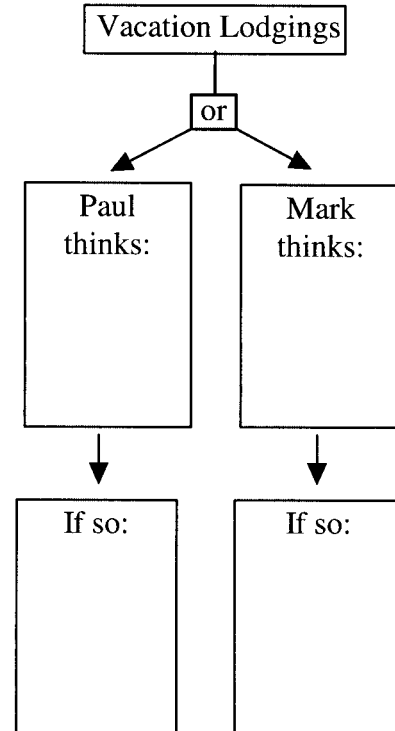 Vacation Lodgings
or
Paul
thinks:
Mark
thinks:
If so:
If so: